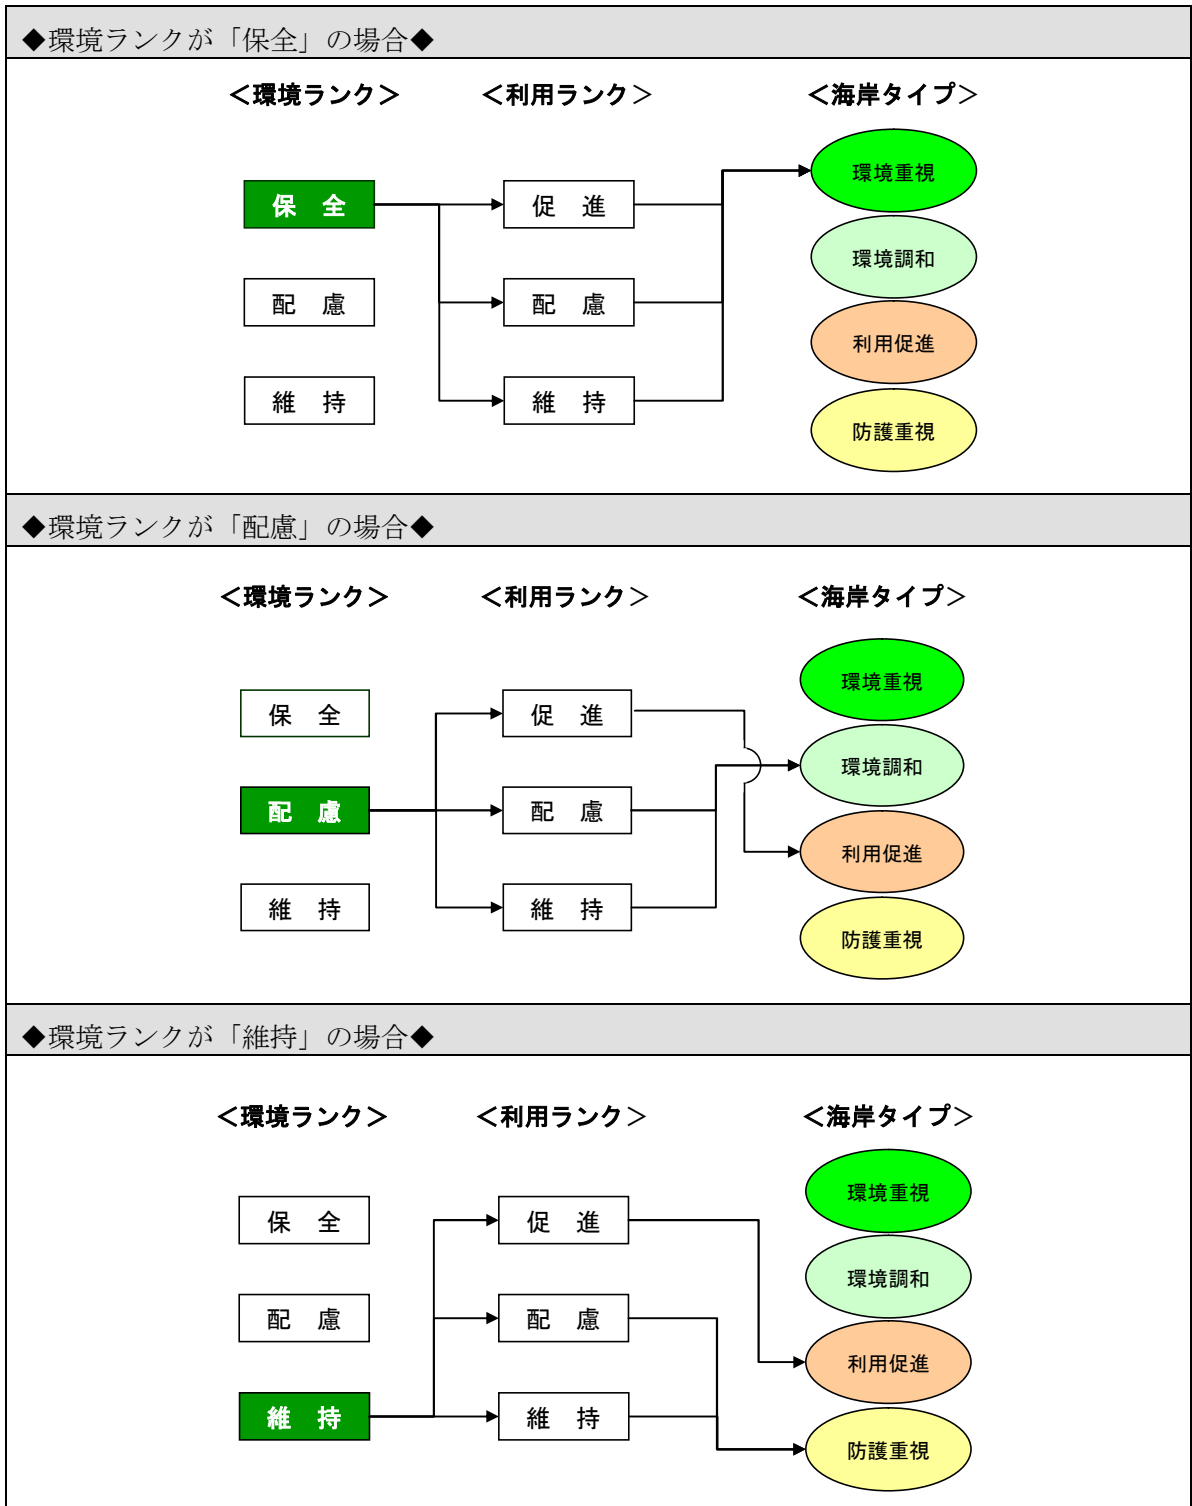 ◆環境ランクが「保全」の場合◆
＜環境ランク＞ ＜利用ランク＞ ＜海岸タイプ＞
環境重視
保 全 促 進
環境調和
配 慮 配 慮
利用促進
維 持 維 持
防護重視
◆環境ランクが「配慮」の場合◆
＜環境ランク＞ ＜利用ランク＞ ＜海岸タイプ＞
環境重視
保 全 促 進
環境調和
配 慮 配 慮
利用促進
維 持 維 持
防護重視
◆環境ランクが「維持」の場合◆
＜環境ランク＞ ＜利用ランク＞ ＜海岸タイプ＞
環境重視
保 全 促 進
環境調和
配 慮 配 慮
利用促進
維 持 維 持
防護重視